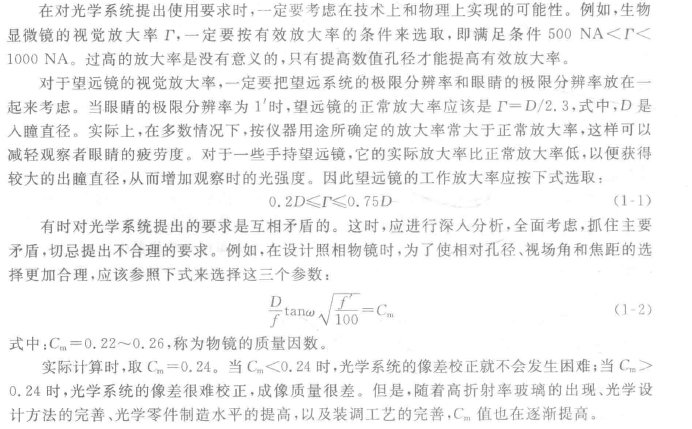 在对光学系统提出使用要求时,一定要考虑在技术上和物理上实现的可能性。例如,生物
显微镜的视觉放大率 Γ,一定要按有效放大率的条件来选取,即满足条件 500 NA<Γ<
1000 NA。过高的放大率是没有意义的,只有提高数值孔径才能提高有效放大率。
对于望远镜的视觉放大率,一定要把望远系统的极限分辨率和眼睛的极限分辨率放在一
起来考虑。当眼睛的极限分辨率为 1′时,望远镜的正常放大率应该是 Γ=D/2.3,式中,D 是
入瞳直径。实际上,在多数情况下,按仪器用途所确定的放大率常大于正常放大率,这样可以
减轻观察者眼睛的疲劳度。对于一些手持望远镜,它的实际放大率比正常放大率低,以便获得
较大的出瞳直径,从而增加观察时的光强度。因此望远镜的工作放大率应按下式选取:
0.2D≤Γ≤0.75D (1-1)
有时对光学系统提出的要求是互相矛盾的。这时,应进行深入分析,全面考虑,抓住主要
矛盾,切忌提出不合理的要求。例如,在设计照相物镜时,为了使相对孔径、视场角和焦距的选
择更加合理,应该参照下式来选择这三个参数:
D/f tanω √(f′/100) = Cm (1-2)
式中:Cm=0.22~0.26,称为物镜的质量因数。
实际计算时,取 Cm=0.24。当 Cm<0.24 时,光学系统的像差校正就不会发生困难;当 Cm>
0.24 时,光学系统的像差很难校正,成像质量很差。但是,随着高折射率玻璃的出现、光学设
计方法的完善、光学零件制造水平的提高,以及装调工艺的完善,Cm 值也在逐渐提高。